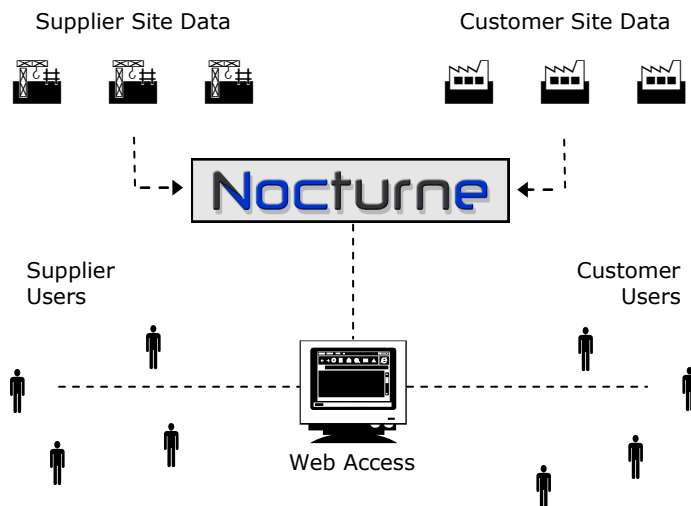 Supplier Site Data
Customer Site Data
Nocturne
Supplier
Users
Customer
Users
Web Access